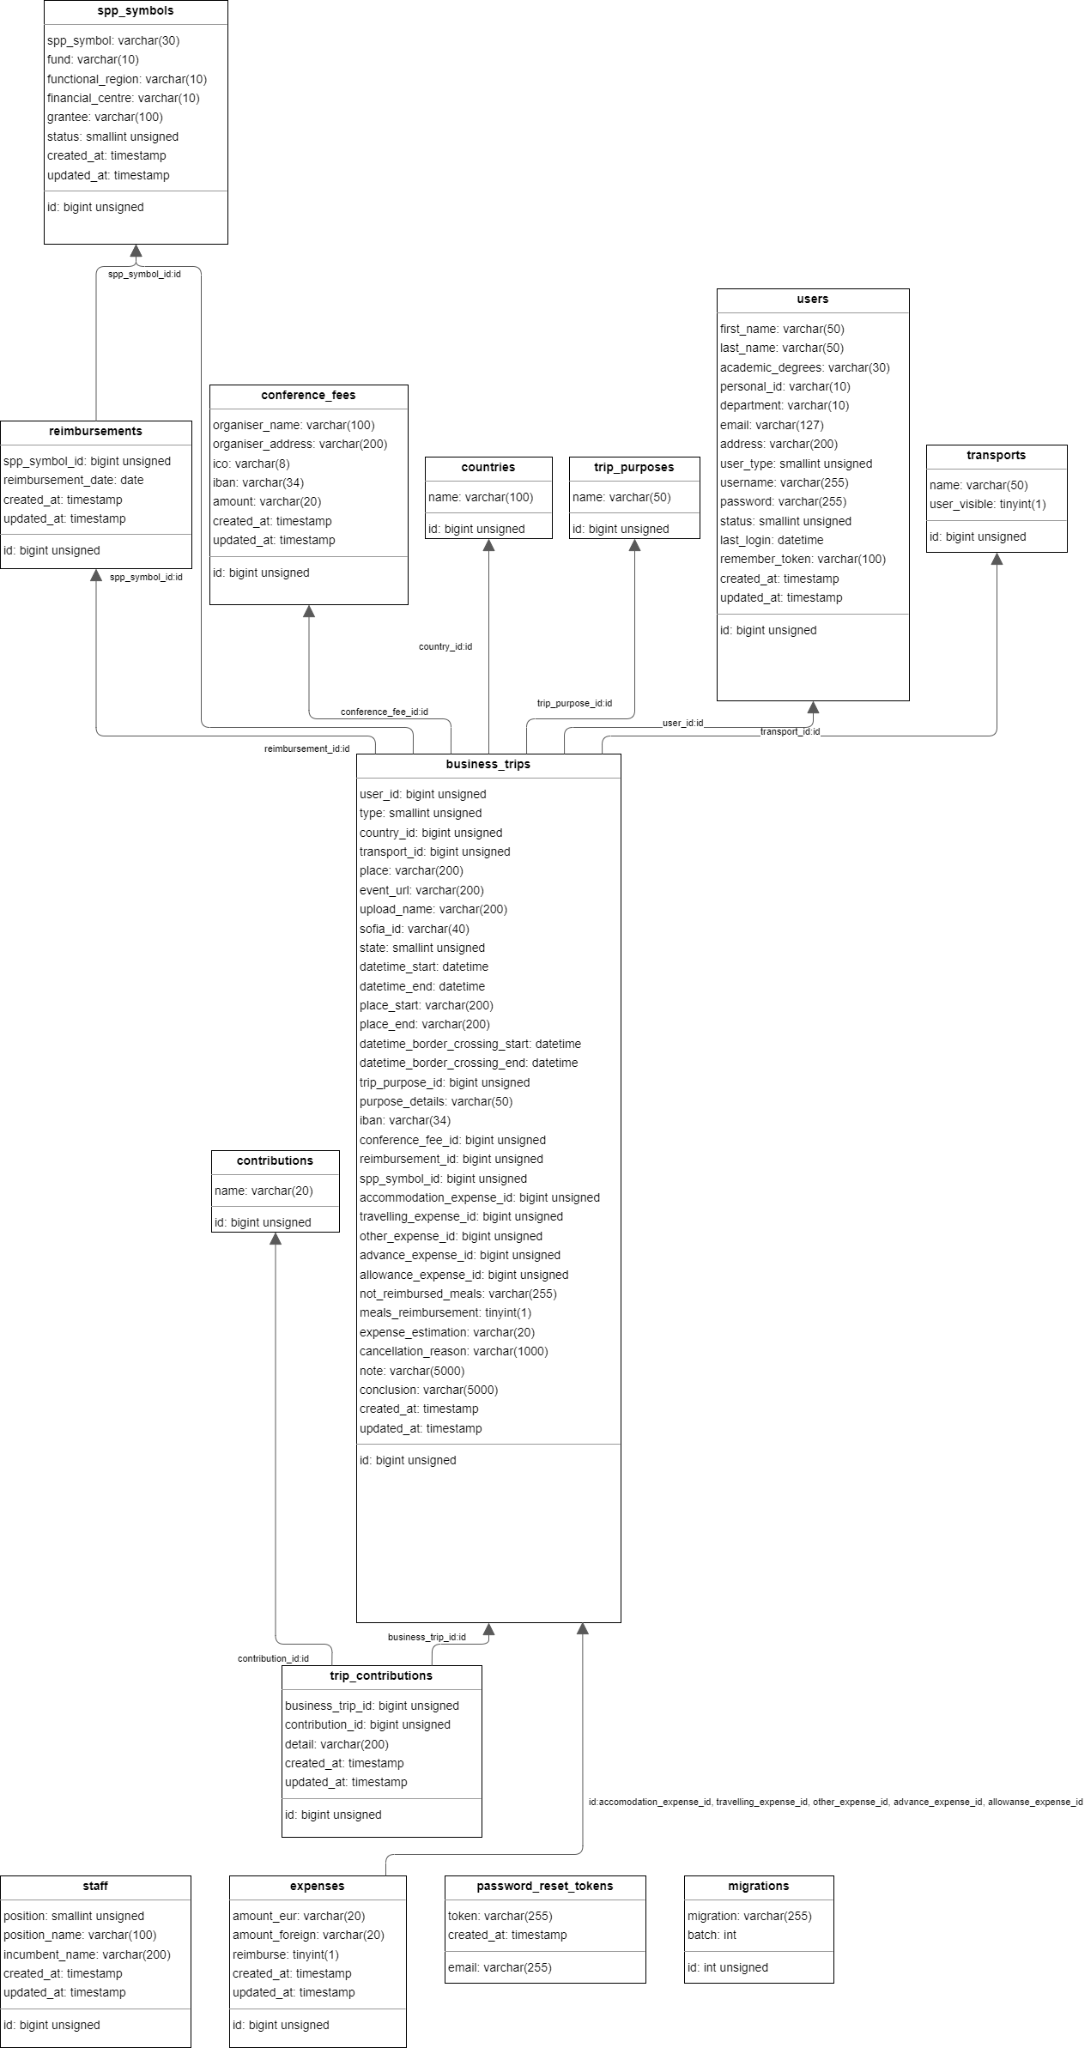 spp_symbols
spp_symbol: varchar(30)
fund: varchar(10)
functional_region: varchar(10)
financial_centre: varchar(10)
grantee: varchar(100)
status: smallint unsigned
created_at: timestamp
updated_at: timestamp
id: bigint unsigned
spp_symbol_id:id
users
first_name: varchar(50)
last_name: varchar(50)
academic_degrees: varchar(30)
personal_id: varchar(10)
department: varchar(10)
email: varchar(127)
address: varchar(200)
user_type: smallint unsigned
username: varchar(255)
password: varchar(255)
status: smallint unsigned
last_login: datetime
remember_token: varchar(100)
created_at: timestamp
updated_at: timestamp
id: bigint unsigned
conference_fees
organiser_name: varchar(100)
organiser_address: varchar(200)
ico: varchar(8)
iban: varchar(34)
amount: varchar(20)
created_at: timestamp
updated_at: timestamp
id: bigint unsigned
reimbursements
spp_symbol_id: bigint unsigned
reimbursement_date: date
created_at: timestamp
updated_at: timestamp
id: bigint unsigned
spp_symbol_id:id
countries
name: varchar(100)
id: bigint unsigned
trip_purposes
name: varchar(50)
id: bigint unsigned
transports
name: varchar(50)
user_visible: tinyint(1)
id: bigint unsigned
country_id:id
trip_purpose_id:id
conference_fee_id:id
user_id:id
transport_id:id
reimbursement_id:id
business_trips
user_id: bigint unsigned
type: smallint unsigned
country_id: bigint unsigned
transport_id: bigint unsigned
place: varchar(200)
event_url: varchar(200)
upload_name: varchar(200)
sofia_id: varchar(40)
state: smallint unsigned
datetime_start: datetime
datetime_end: datetime
place_start: varchar(200)
place_end: varchar(200)
datetime_border_crossing_start: datetime
datetime_border_crossing_end: datetime
trip_purpose_id: bigint unsigned
purpose_details: varchar(50)
iban: varchar(34)
conference_fee_id: bigint unsigned
reimbursement_id: bigint unsigned
spp_symbol_id: bigint unsigned
accommodation_expense_id: bigint unsigned
travelling_expense_id: bigint unsigned
other_expense_id: bigint unsigned
advance_expense_id: bigint unsigned
allowance_expense_id: bigint unsigned
not_reimbursed_meals: varchar(255)
meals_reimbursement: tinyint(1)
expense_estimation: varchar(20)
cancellation_reason: varchar(1000)
note: varchar(5000)
conclusion: varchar(5000)
created_at: timestamp
updated_at: timestamp
id: bigint unsigned
contributions
name: varchar(20)
id: bigint unsigned
business_trip_id:id
contribution_id:id
trip_contributions
business_trip_id: bigint unsigned
contribution_id: bigint unsigned
detail: varchar(200)
created_at: timestamp
updated_at: timestamp
id: bigint unsigned
id:accomodation_expense_id, travelling_expense_id, other_expense_id, advance_expense_id, allowanse_expense_id
staff
position: smallint unsigned
position_name: varchar(100)
incumbent_name: varchar(200)
created_at: timestamp
updated_at: timestamp
id: bigint unsigned
expenses
amount_eur: varchar(20)
amount_foreign: varchar(20)
reimburse: tinyint(1)
created_at: timestamp
updated_at: timestamp
id: bigint unsigned
password_reset_tokens
token: varchar(255)
created_at: timestamp
email: varchar(255)
migrations
migration: varchar(255)
batch: int
id: int unsigned